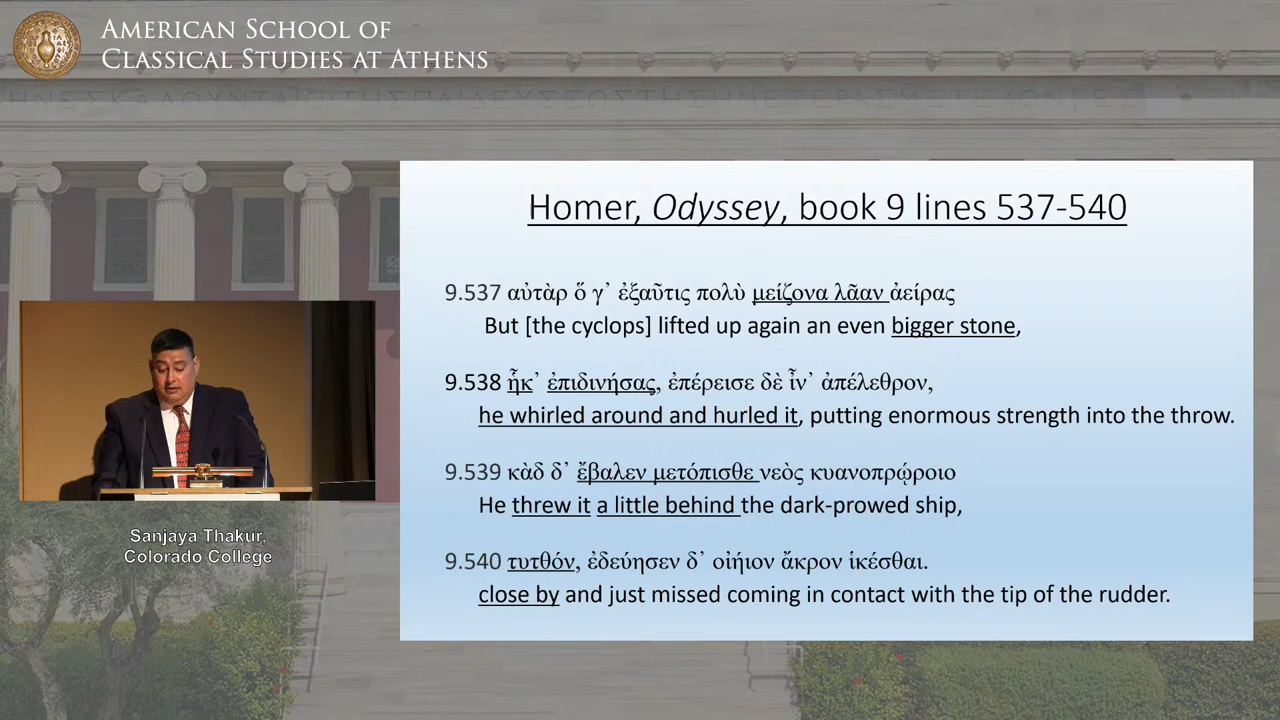 AMERICAN SCHOOL OF
CLASSICAL STUDIES AT ATHENS
Homer, Odyssey, book 9 lines 537-540
9.537 αὐτὰρ ὅ γ᾽ ἐξαῦτις πολὺ μείζονα λᾶαν ἀείρας
But [the cyclops] lifted up again an even bigger stone,
9.538 ἧκ᾽ ἐπιδινήσας, ἐπέρεισε δὲ ἶν᾽ ἀπέλεθρον,
he whirled around and hurled it, putting enormous strength into the throw.
9.539 κὰδ δ᾽ ἔβαλεν μετόπισθε νεὸς κυανοπρῴροιο
He threw it a little behind the dark-prowed ship,
9.540 τυτθόν, ἐδεύησεν δ᾽ οἰήιον ἄκρον ἱκέσθαι.
close by and just missed coming in contact with the tip of the rudder.
Sanjaya Thakur,
Colorado College